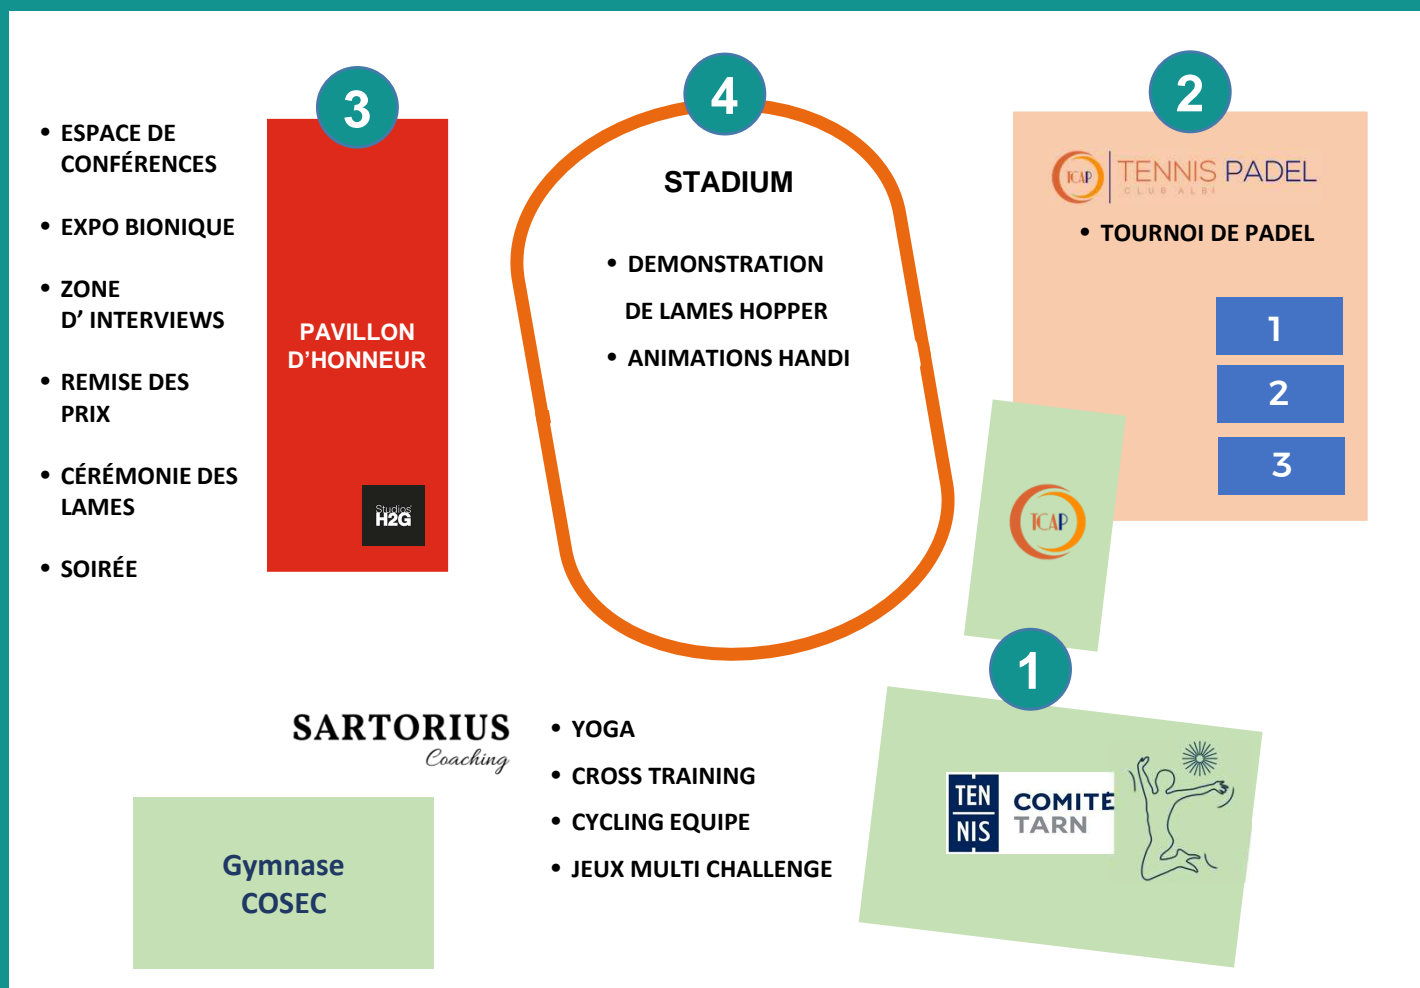 3
• ESPACE DE
CONFÉRENCES
• EXPO BIONIQUE
• ZONE
D’ INTERVIEWS
• REMISE DES
PRIX
• CÉRÉMONIE DES
LAMES
• SOIRÉE
PAVILLON
D'HONNEUR
Studios
H2G
4
STADIUM
• DEMONSTRATION
DE LAMES HOPPER
• ANIMATIONS HANDI
2
TCAP
TENNIS PADEL
CLUB ALBI
• TOURNOI DE PADEL
1
2
3
TCAP
1
TEN
NIS
COMITÉ
TARN
SARTORIUS
Coaching
• YOGA
• CROSS TRAINING
• CYCLING EQUIPE
• JEUX MULTI CHALLENGE
Gymnase
COSEC